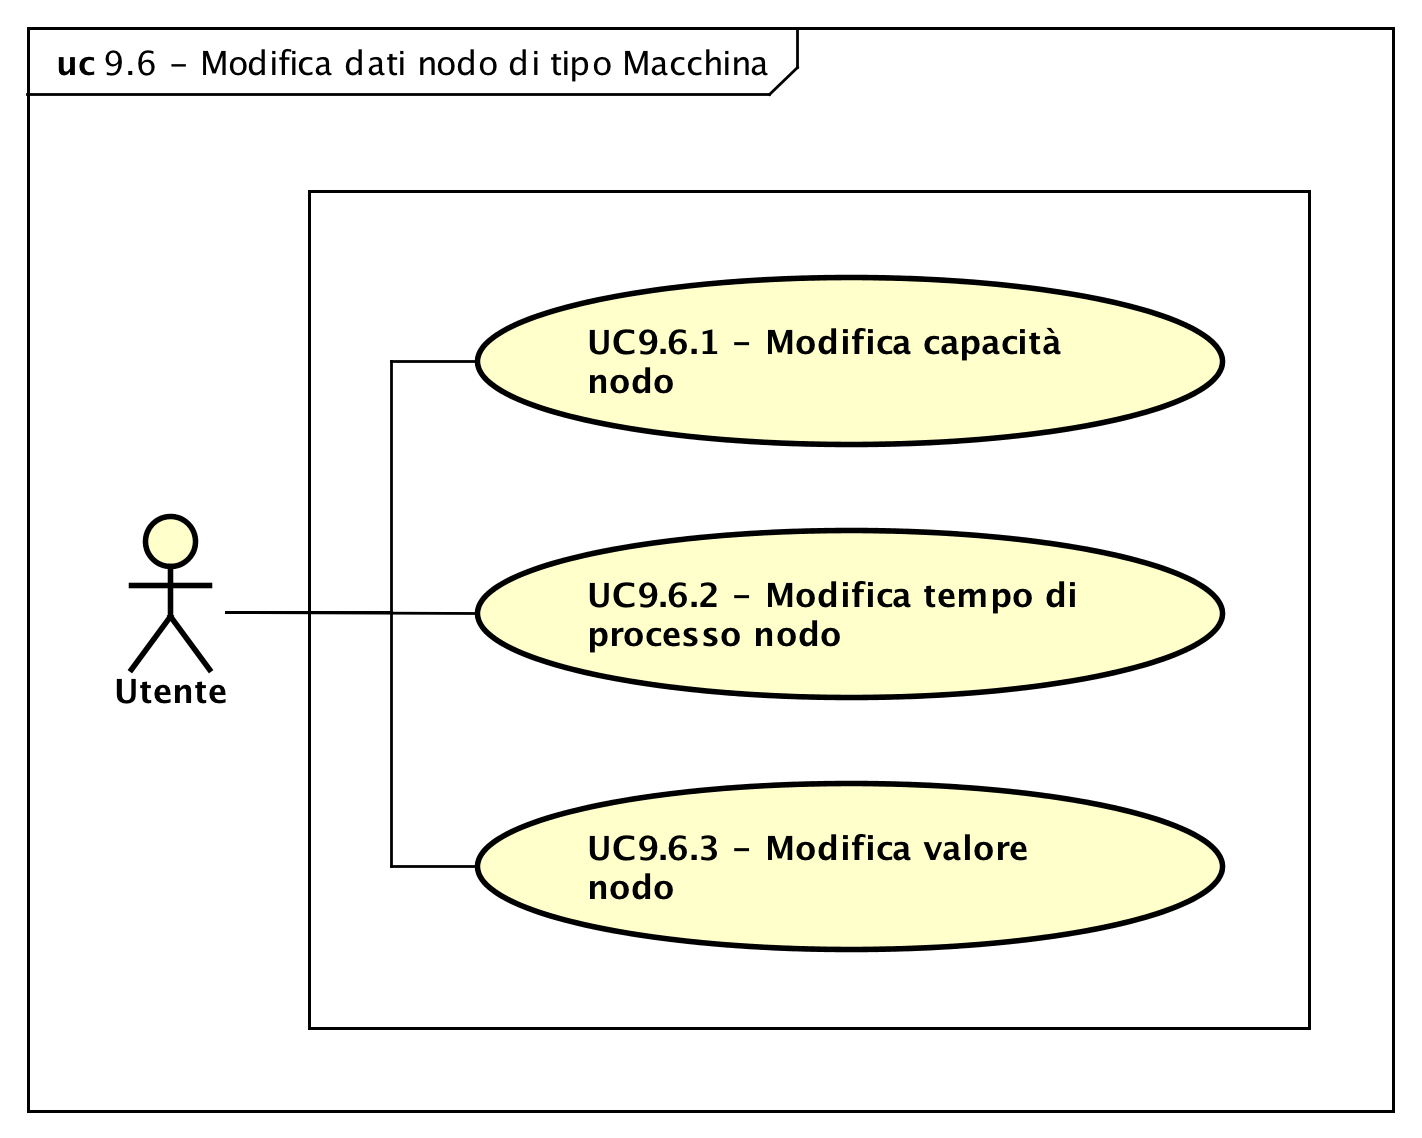 uc 9.6 - Modifica dati nodo di tipo Macchina
UC9.6.1 - Modifica capacità
nodo
UC9.6.2 - Modifica tempo di
processo nodo
Utente
UC9.6.3 - Modifica valore
nodo